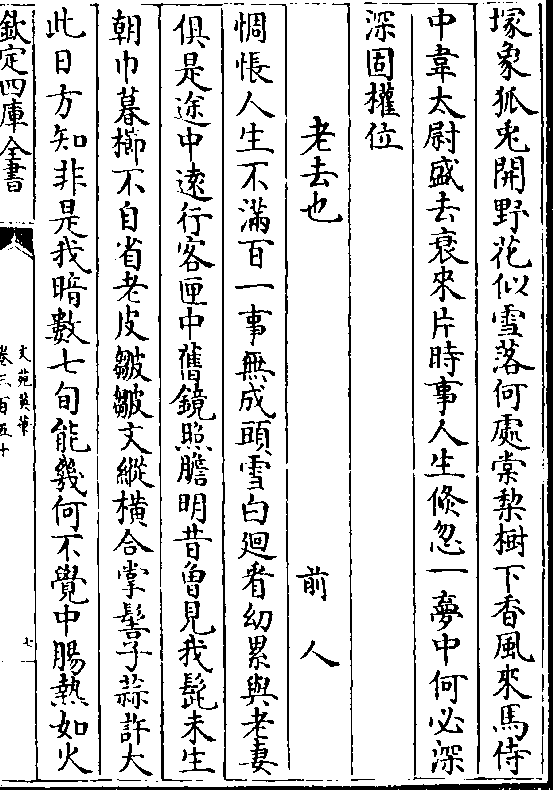 塜象狐兎開野花似雪落何處棠棃樹下香風來馬侍
中韋太尉盛去衰來片時事人生倐忽一夢中何必深
深固權位
老去也　前人
惆悵人生不滿百一事無成頭雪白迴看幼累與老妻
俱是途中逺行客匣中舊鏡照膽明昔曽見我髭未生
朝巾暮櫛不自省老皮皺皺文縱横合掌髻子蒜許大
此日方知非是我暗數七旬能幾何不覺中腸熱如火
欽定四庫全書
文苑英華
卷三百五十
七